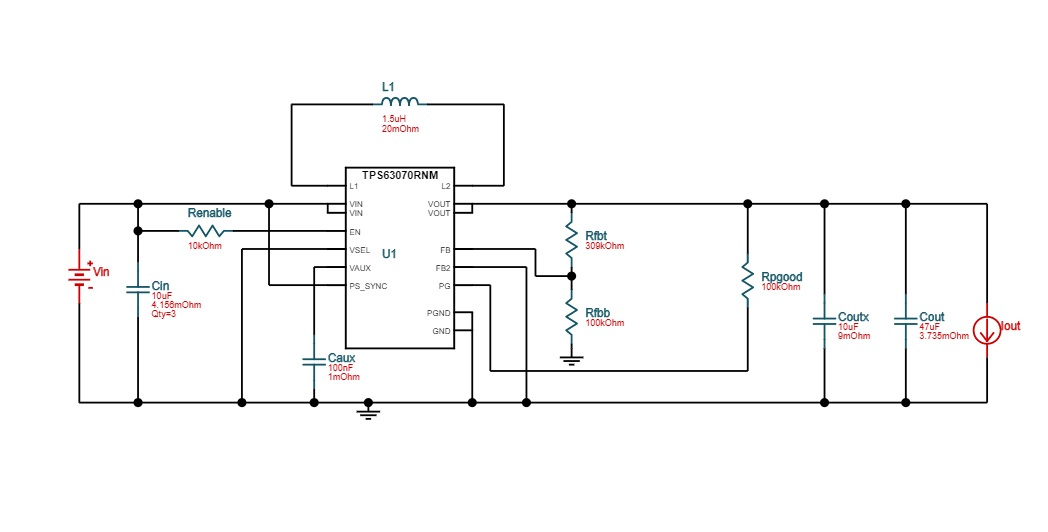 L1
1.5uH
20mOhm
TPS63070RNM
L1
L2
VIN
VOUT
VIN
VOUT
Renable
10kOhm
EN
VSEL
FB
U1
VAUX
FB2
PS_SYNC
PG
PGND
GND
Rfbt
309kOhm
Rfbb
100kOhm
Rpgood
100kOhm
+
Vin
-
Cin
10uF
4.156mOhm
Qty=3
Caux
100nF
1mOhm
Coutx
10uF
9mOhm
Cout
47uF
3.735mOhm
Iout